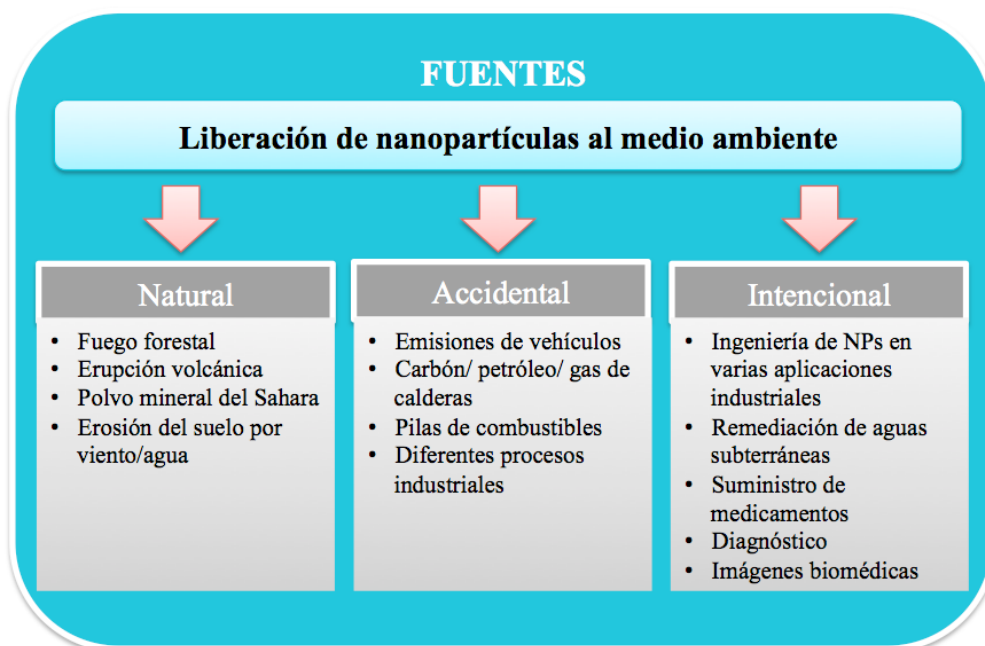 FUENTES
Liberación de nanopartículas al medio ambiente
Natural
• Fuego forestal
• Erupción volcánica
• Polvo mineral del Sahara
• Erosión del suelo por
viento/agua
Accidental
• Emisiones de vehículos
• Carbón/ petróleo/ gas de
calderas
• Pilas de combustibles
• Diferentes procesos
industriales
Intencional
• Ingeniería de NPs en
varias aplicaciones
industriales
• Remediación de aguas
subterráneas
• Suministro de
medicamentos
• Diagnóstico
• Imágenes biomédicas